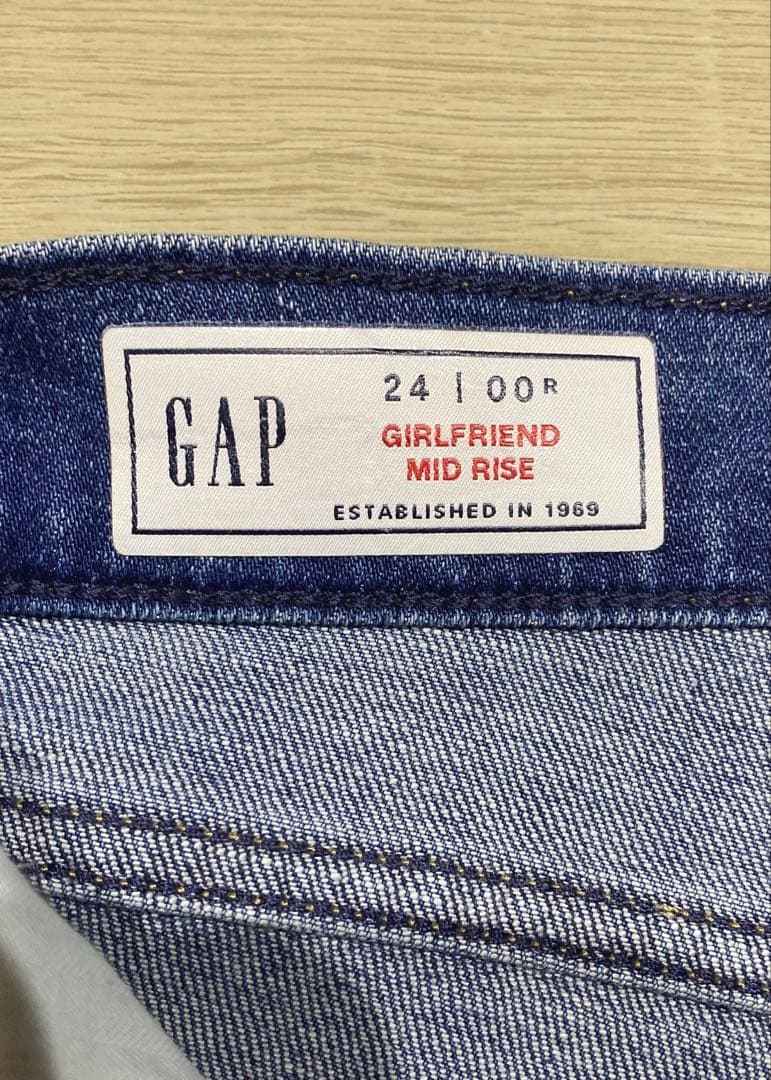 GAP
24 | 00R
GIRLFRIEND
MID RISE
ESTABLISHED IN 1969